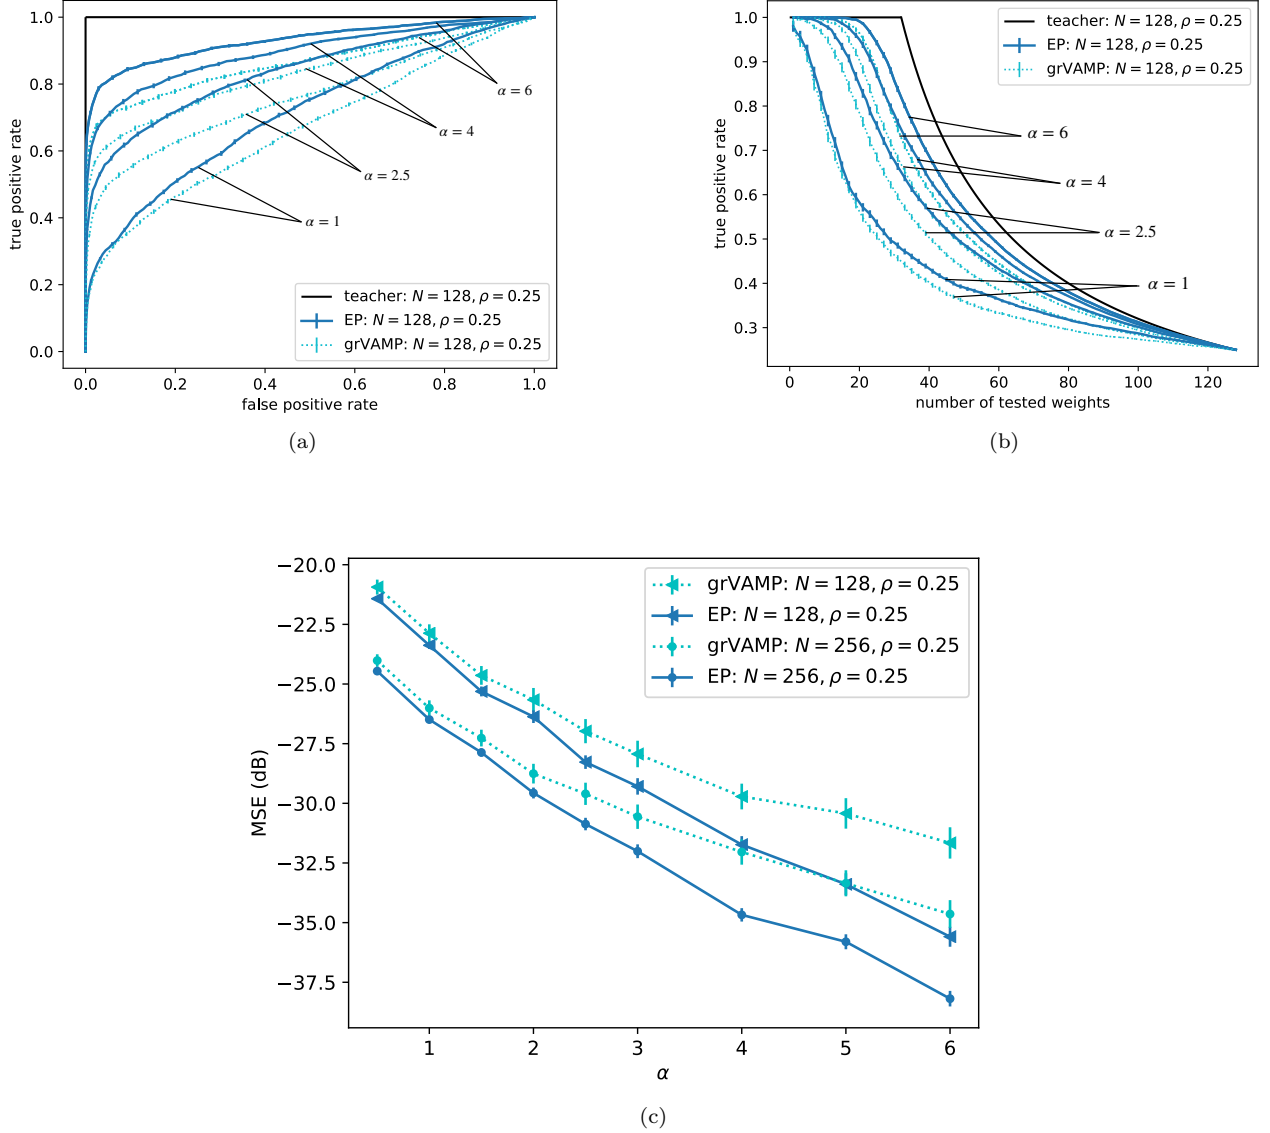 1.0
0.8
0.6
0.4
0.2
0.0
true positive rate
α = 6
α = 4
α = 2.5
α = 1
teacher: N = 128, ρ = 0.25
EP: N = 128, ρ = 0.25
grVAMP: N = 128, ρ = 0.25
0.0 0.2 0.4 0.6 0.8 1.0
false positive rate
(a)
1.0
0.9
0.8
0.7
0.6
0.5
0.4
0.3
true positive rate
teacher: N = 128, ρ = 0.25
EP: N = 128, ρ = 0.25
grVAMP: N = 128, ρ = 0.25
α = 6
α = 4
α = 2.5
α = 1
0 20 40 60 80 100 120
number of tested weights
(b)
−20.0
−22.5
−25.0
−27.5
−30.0
−32.5
−35.0
−37.5
MSE (dB)
grVAMP: N = 128, ρ = 0.25
EP: N = 128, ρ = 0.25
grVAMP: N = 256, ρ = 0.25
EP: N = 256, ρ = 0.25
1 2 3 4 5 6
α
(c)